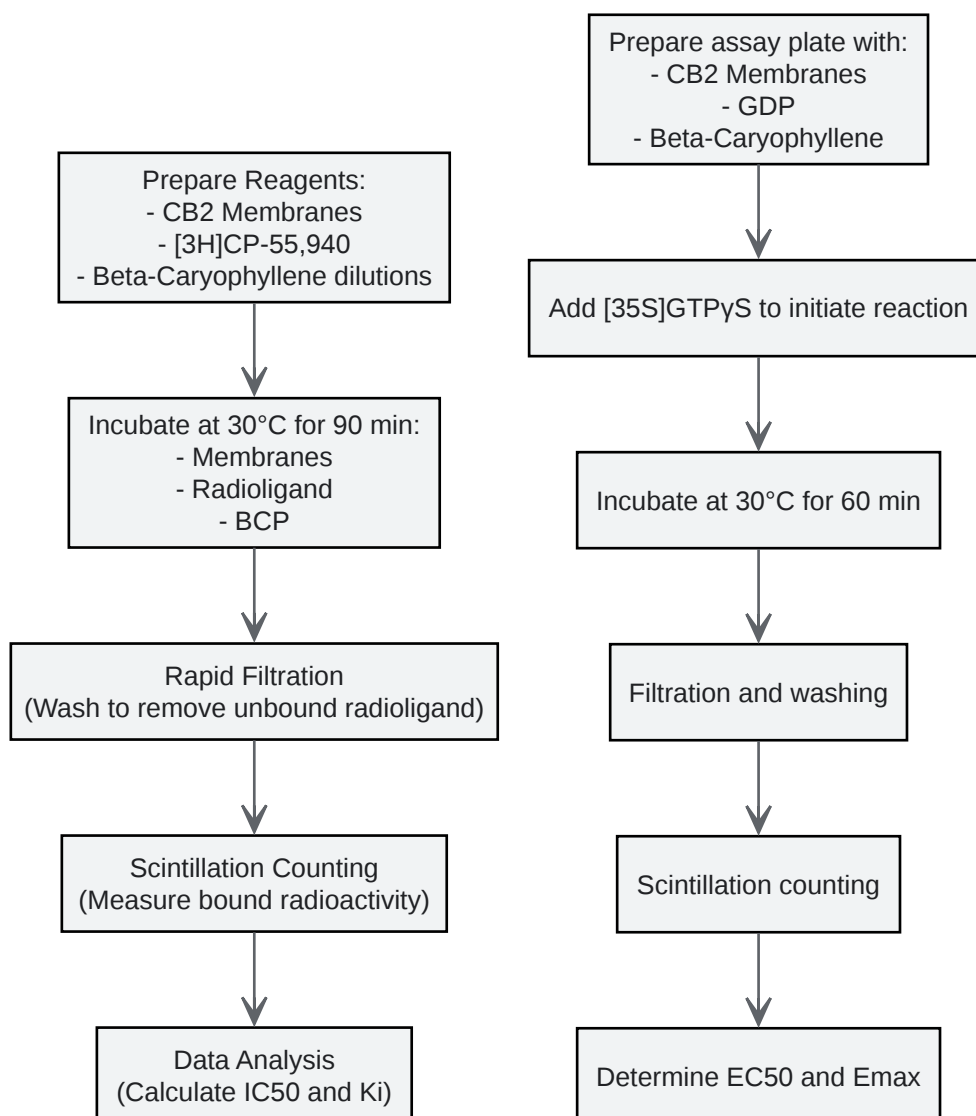 Prepare Reagents:
- CB2 Membranes
- [3H]CP-55,940
- Beta-Caryophyllene dilutions
Incubate at 30°C for 90 min:
- Membranes
- Radioligand
- BCP
Rapid Filtration
(Wash to remove unbound radioligand)
Scintillation Counting
(Measure bound radioactivity)
Data Analysis
(Calculate IC50 and Ki)
Prepare assay plate with:
- CB2 Membranes
- GDP
- Beta-Caryophyllene
Add [35S]GTPγS to initiate reaction
Incubate at 30°C for 60 min
Filtration and washing
Scintillation counting
Determine EC50 and Emax